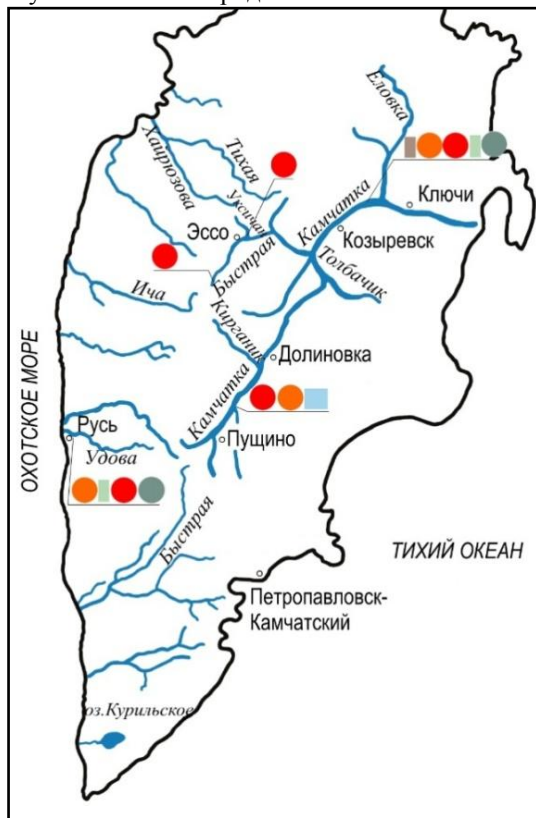 Еловка
Хайрюзова
Тихая
Уксичан
Ключи
Камчатка
Козыревск
Эссо
Быстрая
Толбачик
Ича
Кирганик
Долиновка
ОХОТСКОЕ МОРЕ
Камчатка
Русь
Пущино
Удова
Быстрая
ТИХИЙ ОКЕАН
Петропавловск-
Камчатский
оз.Курильское